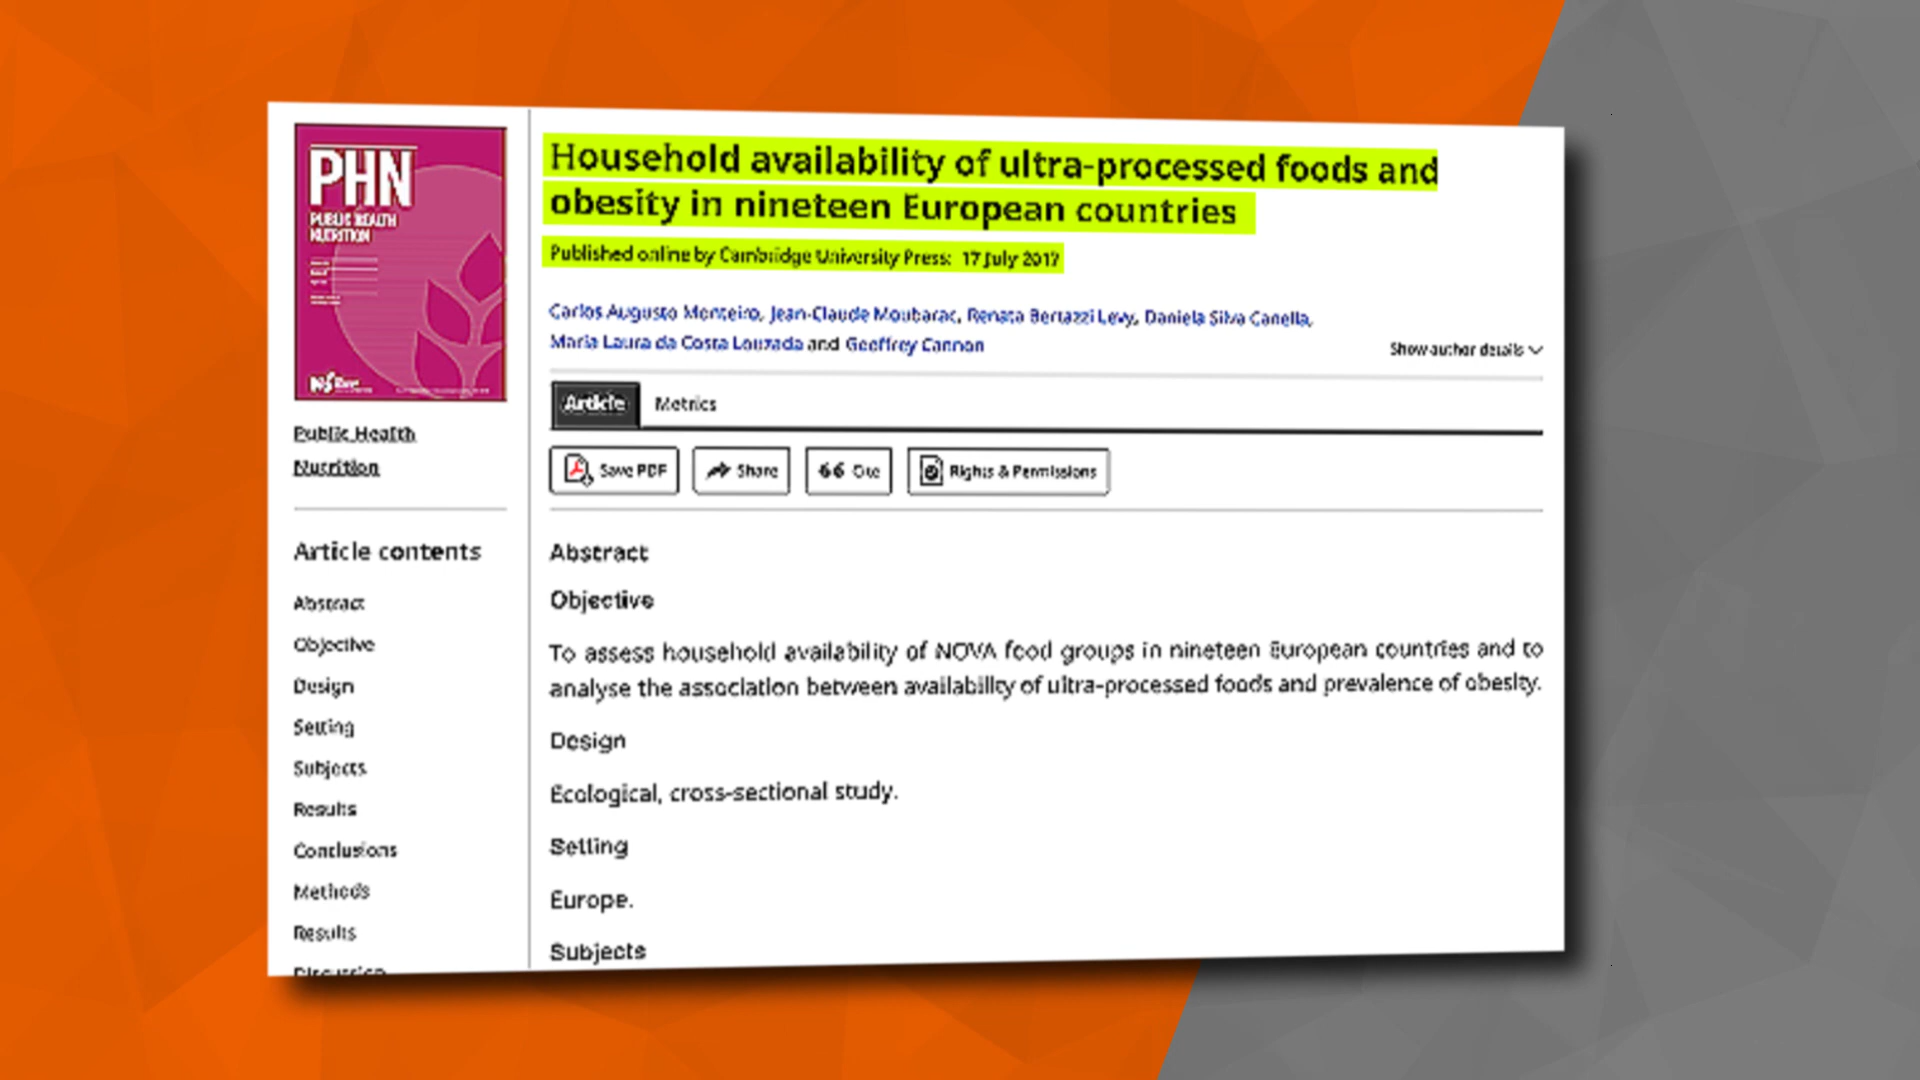 PHN
PUBLIC HEALTH
NUTRITION
Public Health
Nutrition
Article contents
Abstract
Objective
Design
Setting
Subjects
Results
Conclusions
Methods
Results
Discussion
Household availability of ultra-processed foods and
obesity in nineteen European countries
Published online by Cambridge University Press: 17 July 2017
Carlos Augusto Monteiro, Jean-Claude Moubarac, Renata Bertazzi Levy, Daniela Silva Canella,
Maria Laura da Costa Louzada and Geoffrey Cannon
Show author details
Article Metrics
Save PDF Share Cite Rights & Permissions
Abstract
Objective
To assess household availability of NOVA food groups in nineteen European countries and to
analyse the association between availability of ultra-processed foods and prevalence of obesity.
Design
Ecological, cross-sectional study.
Setting
Europe.
Subjects